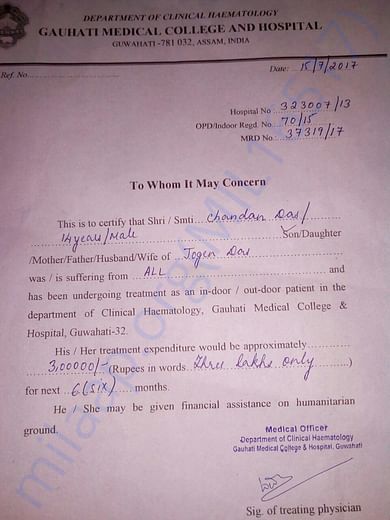 DEPARTMENT OF CLINICAL HAEMATOLOGY
GAUHATI MEDICAL COLLEGE AND HOSPITAL
GUWAHATI -781 032, ASSAM, INDIA
Ref. No.
Date: 15/7/2017
Hospital No : 323007/13
OPD/Indoor Regd. No : 70/15
MRD No : 37319/17
To Whom It May Concern
This is to certify that Shri / Smti Chandan Das/
14 years/Male Son/Daughter
/Mother/Father/Husband/Wife of Jogen Das
was / is suffering from ALL and
has been undergoing treatment as an in-door / out-door patient in the
department of Clinical Haematology, Gauhati Medical College &
Hospital, Guwahati-32.
His / Her treatment expenditure would be approximately
3,00000/- (Rupees in words Three lakhs only)
for next 6 (SIX) months.
He / She may be given financial assistance on humanitarian
ground.
Medical Officer
Department of Clinical Haematology
Gauhati Medical College & Hospital, Guwahati
Sig. of treating physician